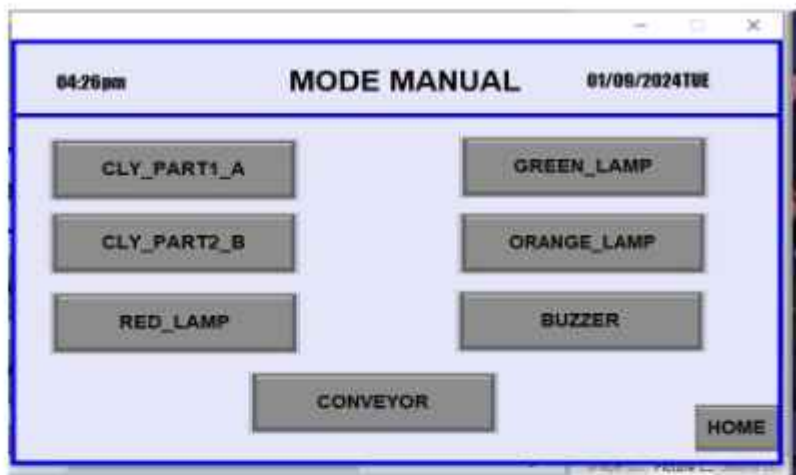 04:26pm MODE MANUAL 01/09/2024TUE
CLY_PART1_A GREEN_LAMP
CLY_PART2_B ORANGE_LAMP
RED_LAMP BUZZER
CONVEYOR
HOME